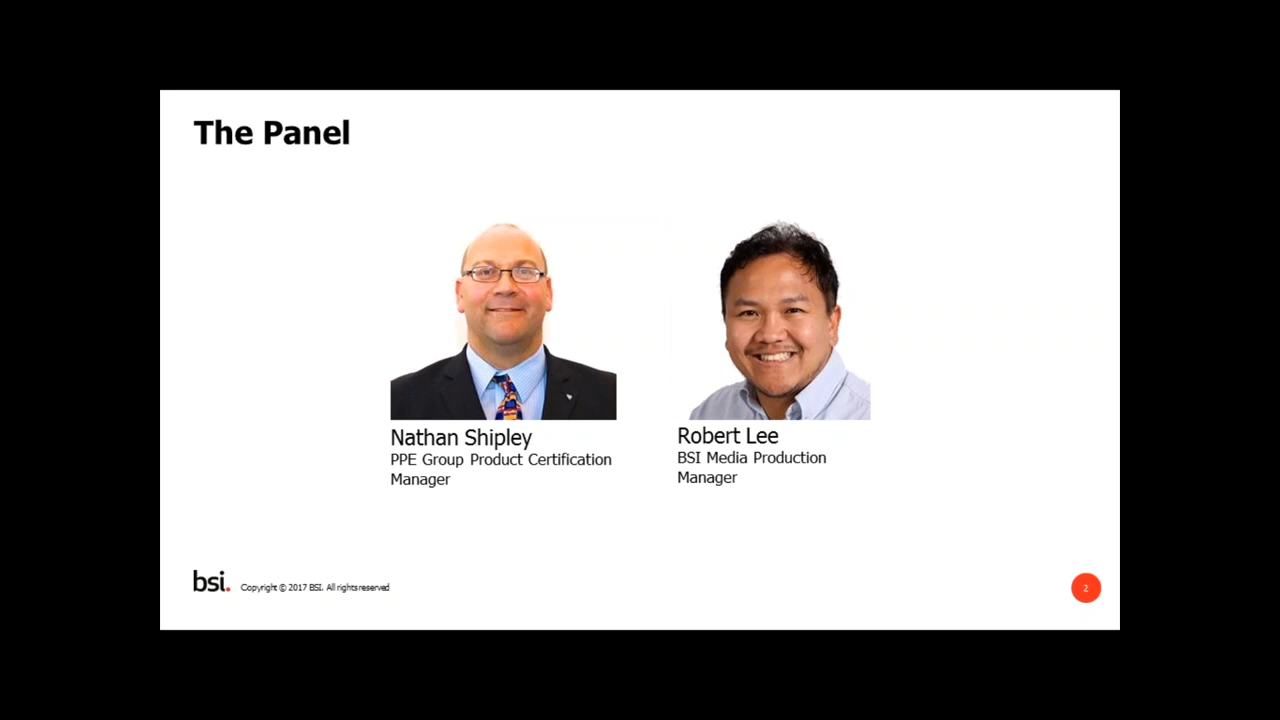 The Panel
Nathan Shipley
PPE Group Product Certification
Manager
Robert Lee
BSI Media Production
Manager
bsi.
Copyright © 2017 BSI. All rights reserved
2